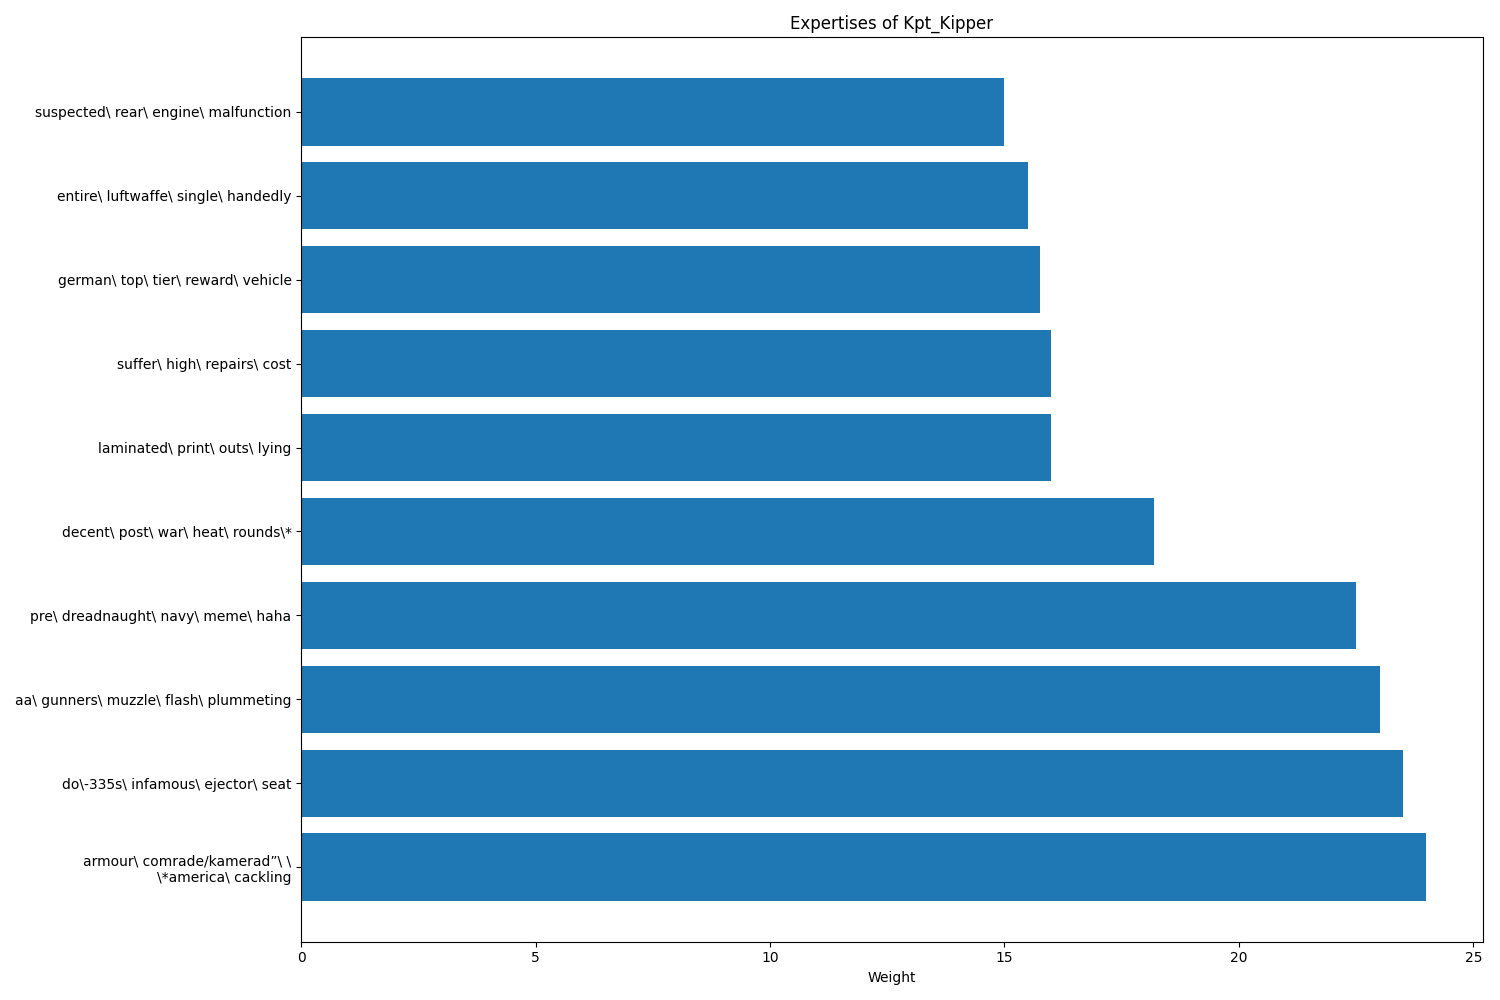 Expertises of Kpt_Kipper
suspected\ rear\ engine\ malfunction
entire\ luftwaffe\ single\ handedly
german\ top\ tier\ reward\ vehicle
suffer\ high\ repairs\ cost
laminated\ print\ outs\ lying
decent\ post\ war\ heat\ rounds\*
pre\ dreadnaught\ navy\ meme\ haha
aa\ gunners\ muzzle\ flash\ plummeting
do\-335s\ infamous\ ejector\ seat
armour\ comrade/kamerad”\ \
\*america\ cackling
0 5 10 15 20 25
Weight